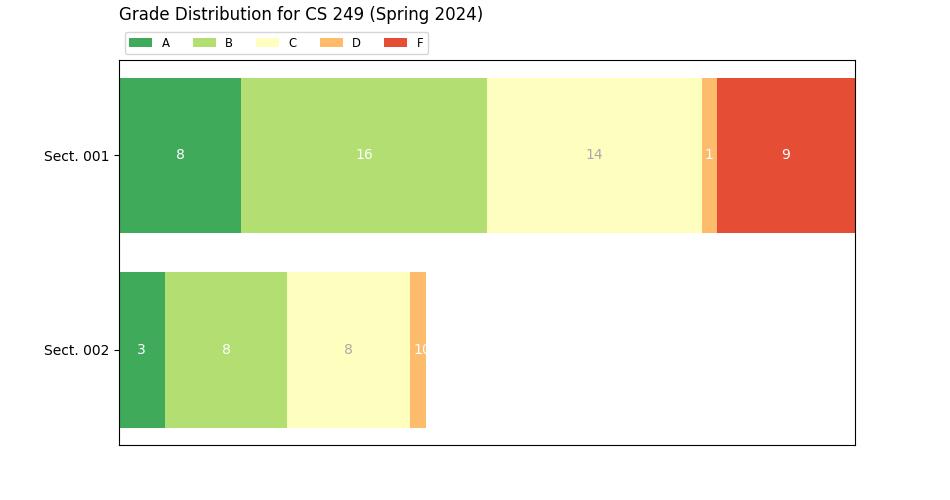 Grade Distribution for CS 249 (Spring 2024)
A B C D F
Sect. 001 8 16 14 1 9
Sect. 002 3 8 8 1 0